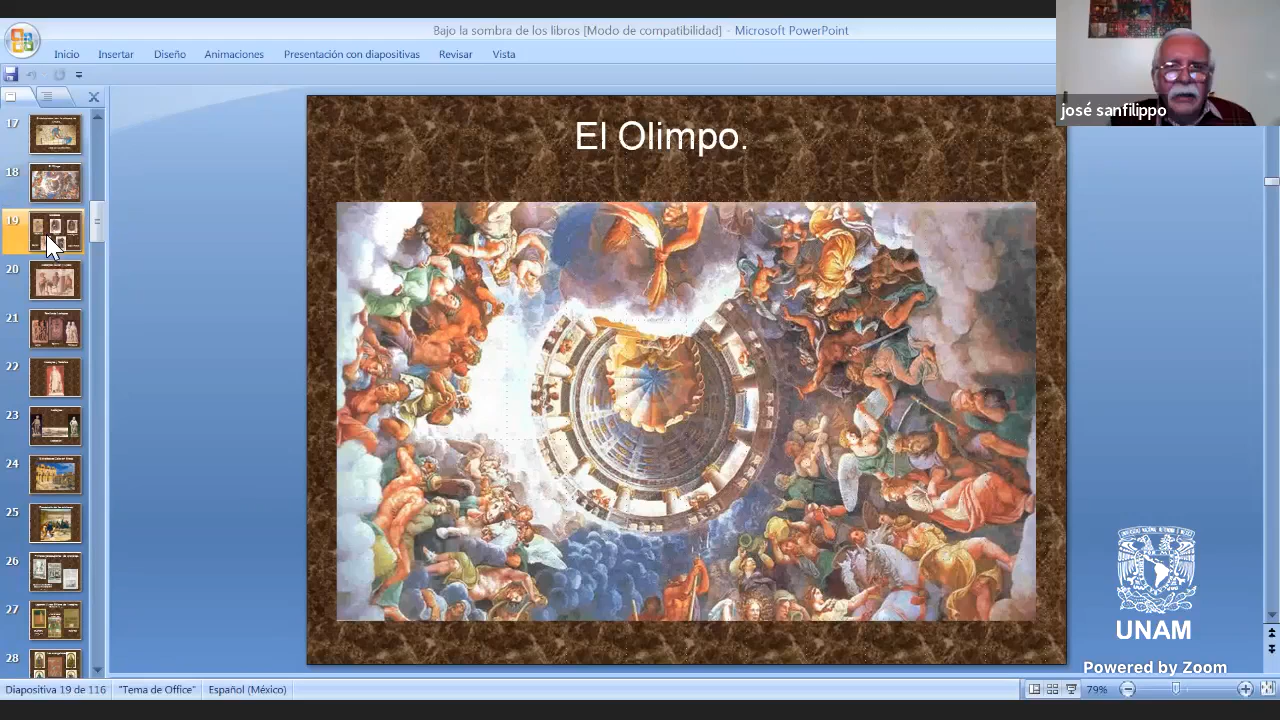 Bajo la sombra de los libros [Modo de compatibilidad] - Microsoft PowerPoint
Inicio Insertar Diseño Animaciones Presentación con diapositivas Revisar Vista
josé sanfilippo
El Olimpo.
17
18
19
20
21
22
23
24
25
26
27
28
UNAM
Powered by Zoom
Diapositiva 19 de 116 "Tema de Office" Español (México) 79%